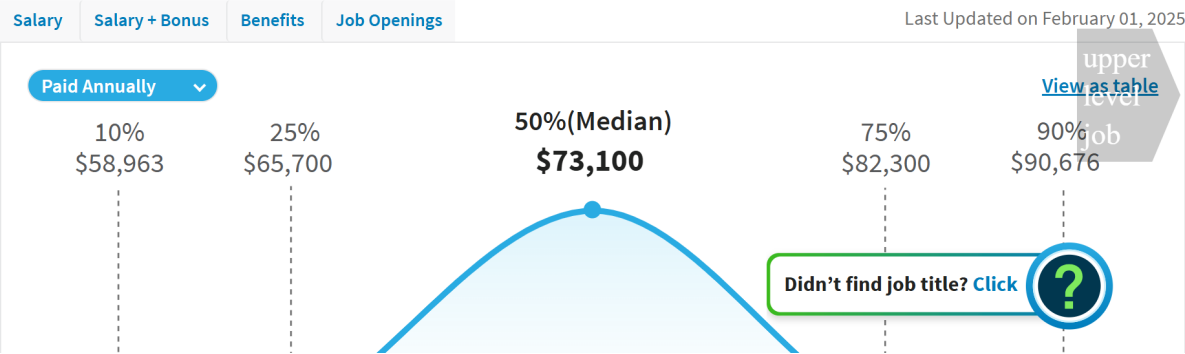 Salary
Salary + Bonus
Benefits
Job Openings
Last Updated on February 01, 2025
Paid Annually
View as table
upper
level
job
10%
$58,963
25%
$65,700
50%(Median)
$73,100
75%
$82,300
90%
$90,676
Didn't find job title? Click
?